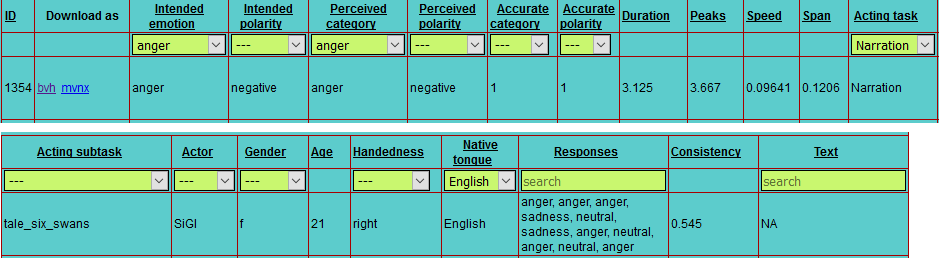 ID Download as Intended emotion Intended polarity Perceived category Perceived polarity Accurate category Accurate polarity Duration Peaks Speed Span Acting task
anger --- anger --- --- --- Narration
1354 bvh mvnx anger negative anger negative 1 1 3.125 3.667 0.09641 0.1206 Narration
Acting subtask Actor Gender Age Handedness Native tongue Responses Consistency Text
--- --- --- --- English search search
tale_six_swans SiGl f 21 right English anger, anger, anger, sadness, neutral, sadness, anger, neutral, anger, neutral, anger 0.545 NA